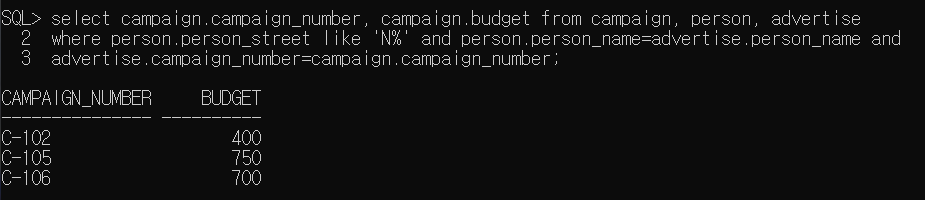 SQL> select campaign.campaign_number, campaign.budget from campaign, person, advertise
2 where person.person_street like 'N%' and person.person_name=advertise.person_name and
3 advertise.campaign_number=campaign.campaign_number;
CAMPAIGN_NUMBER BUDGET
--------------- ----------
C-102 400
C-105 750
C-106 700